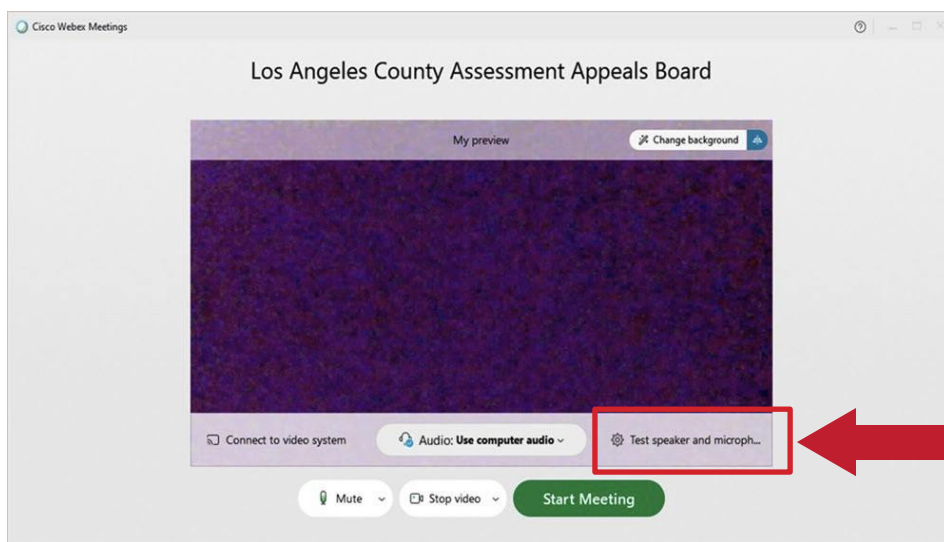 Cisco Webex Meetings
Los Angeles County Assessment Appeals Board
My preview
Change background
Connect to video system
Audio: Use computer audio
Test speaker and microph...
Mute
Stop video
Start Meeting